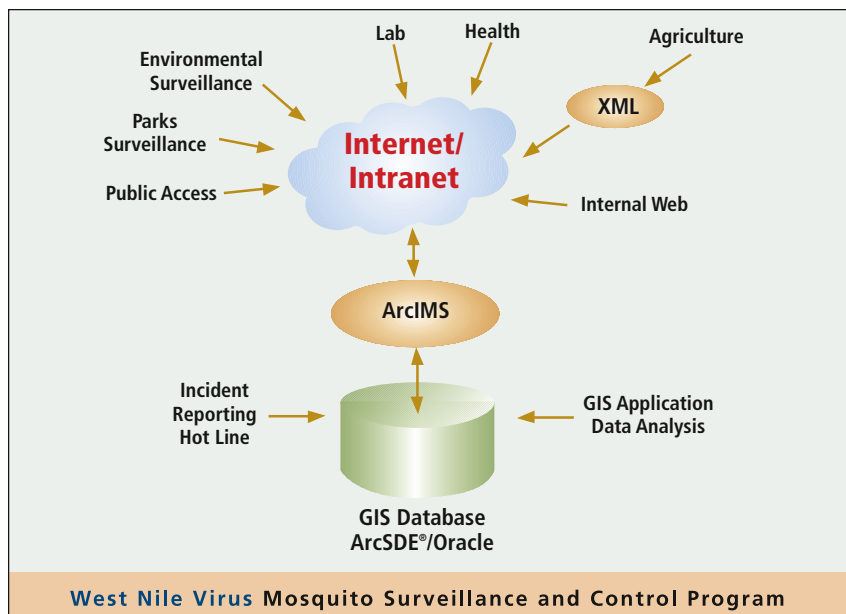 Lab
Health
Agriculture
Environmental
Surveillance
XML
Parks
Surveillance
Internet/
Intranet
Public Access
Internal Web
ArcIMS
Incident
Reporting
Hot Line
GIS Application
Data Analysis
GIS Database
ArcSDE®/Oracle
West Nile Virus Mosquito Surveillance and Control Program